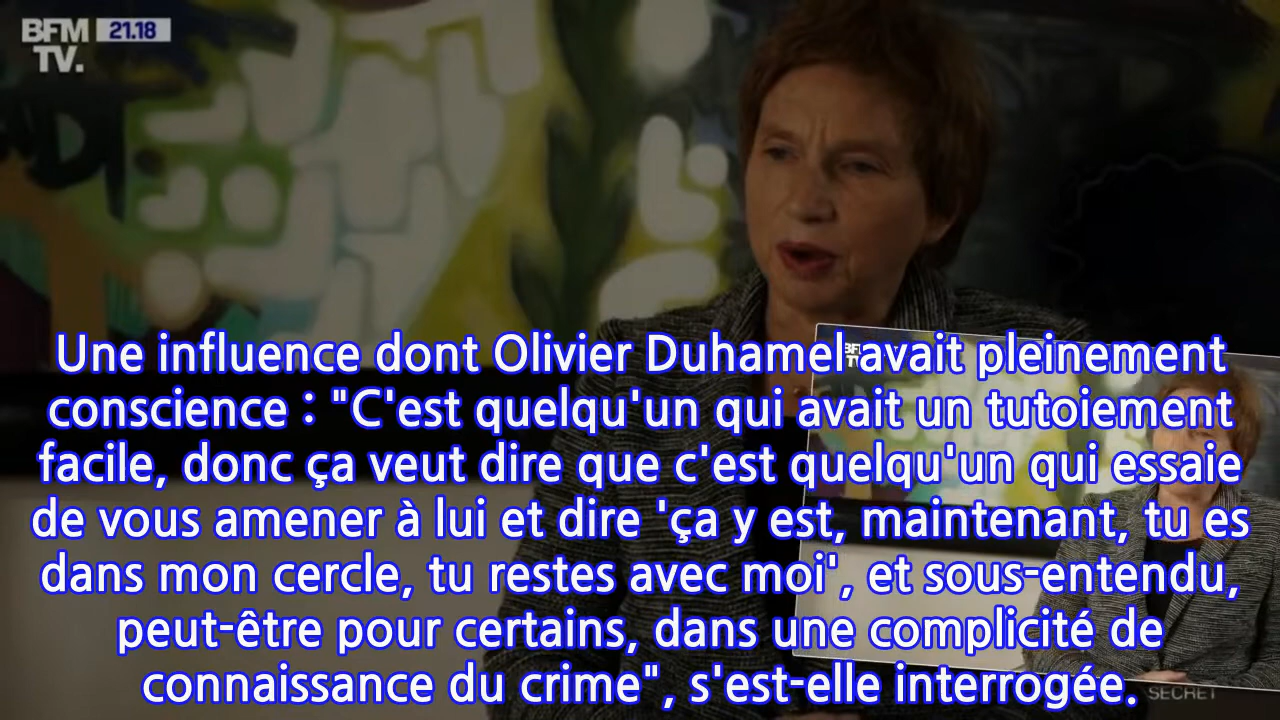 BFM 21.18
TV.
Une influence dont Olivier Duhamel avait pleinement
conscience : "C'est quelqu'un qui avait un tutoiement
facile, donc ça veut dire que c'est quelqu'un qui essaie
de vous amener à lui et dire 'ça y est, maintenant, tu es
dans mon cercle, tu restes avec moi', et sous-entendu,
peut-être pour certains, dans une complicité de
connaissance du crime", s'est-elle interrogée.
SECRET